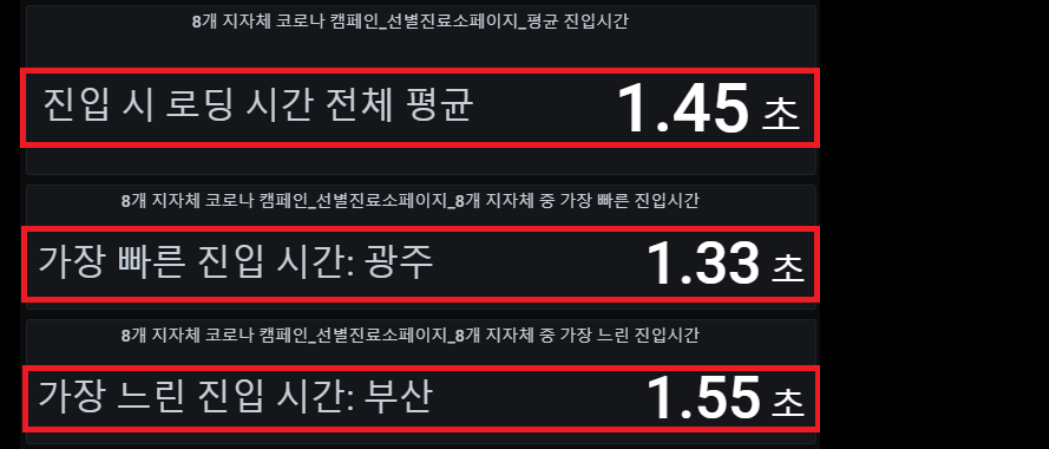 8개 지자체 코로나 캠페인_선별진료소페이지_평균 진입시간
진입 시 로딩 시간 전체 평균 1.45 초
8개 지자체 코로나 캠페인_선별진료소페이지_8개 지자체 중 가장 빠른 진입시간
가장 빠른 진입 시간: 광주 1.33 초
8개 지자체 코로나 캠페인_선별진료소페이지_8개 지자체 중 가장 느린 진입시간
가장 느린 진입 시간: 부산 1.55 초